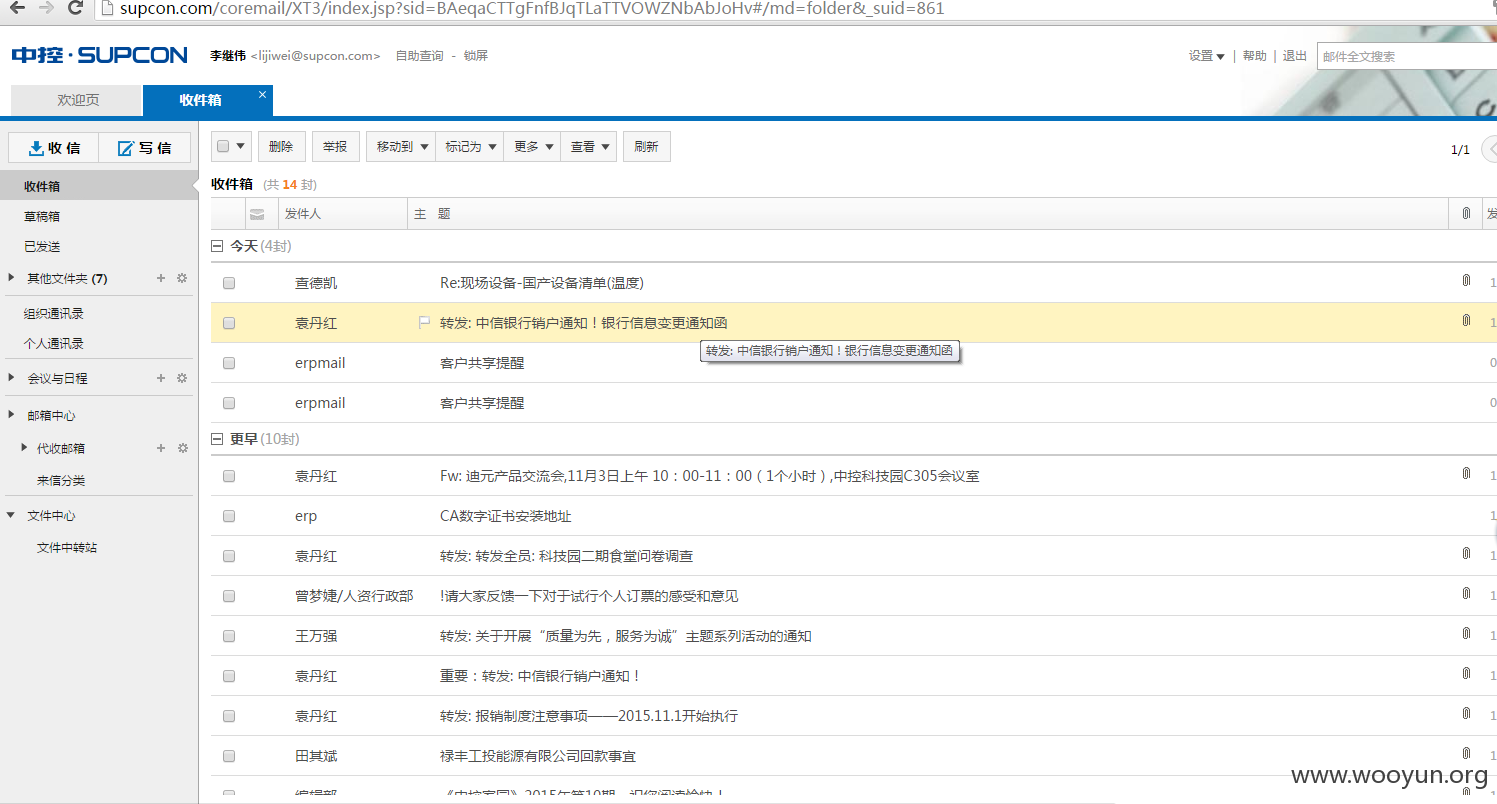 supcon.com/coremail/XT3/index.jsp?sid=BAeqaCTTgFnfBJqTLaTTVOWZNbAbJoHv#/md=folder&_suid=861
中控·SUPCON 李继伟 <lijiwei@supcon.com> 自助查询 - 锁屏 设置 | 帮助 | 退出 邮件全文搜索
欢迎页 收件箱 ×
收信 写信 删除 举报 移动到 标记为 更多 查看 刷新 1/1
收件箱
草稿箱
已发送
其他文件夹 (7)
组织通讯录
个人通讯录
会议与日程
邮箱中心
代收邮箱
来信分类
文件中心
文件中转站
收件箱 (共 14 封)
发件人 主 题 发
今天 (4封)
查德凯 Re:现场设备-国产设备清单(温度)
袁丹红 转发: 中信银行销户通知！银行信息变更通知函
转发: 中信银行销户通知！银行信息变更通知函
erpmail 客户共享提醒
erpmail 客户共享提醒
更早 (10封)
袁丹红 Fw: 迪元产品交流会,11月3日上午 10：00-11：00（1个小时）,中控科技园C305会议室
erp CA数字证书安装地址
袁丹红 转发: 转发全员: 科技园二期食堂问卷调查
曾梦婕/人资行政部 !请大家反馈一下对于试行个人订票的感受和意见
王万强 转发: 关于开展“质量为先，服务为诚”主题系列活动的通知
袁丹红 重要：转发: 中信银行销户通知！
袁丹红 转发: 报销制度注意事项——2015.11.1开始执行
田其斌 禄丰工投能源有限公司回款事宜
编辑部 《中控家园》2015年第10期，祝您阅读愉快！
www.wooyun.org